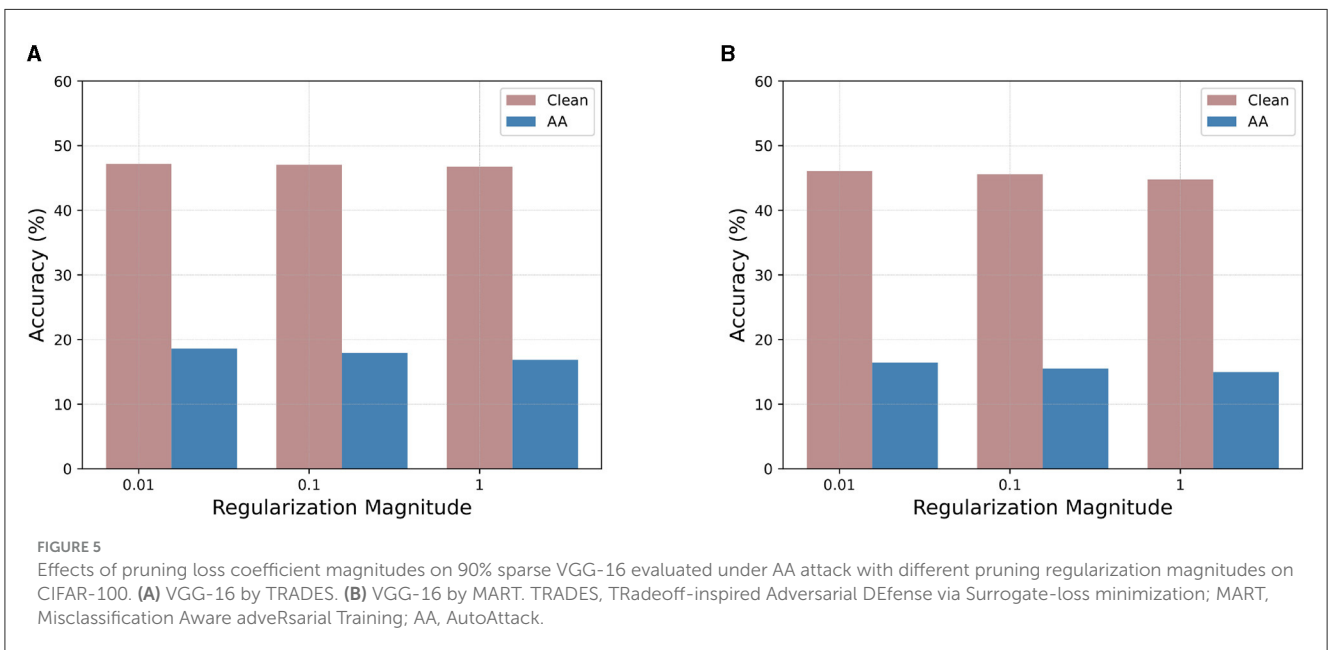 A
60
50
40
30
20
10
0
Accuracy (%)
Clean
AA
0.01 0.1 1
Regularization Magnitude
B
60
50
40
30
20
10
0
Accuracy (%)
Clean
AA
0.01 0.1 1
Regularization Magnitude
FIGURE 5
Effects of pruning loss coefficient magnitudes on 90% sparse VGG-16 evaluated under AA attack with different pruning regularization magnitudes on
CIFAR-100. (A) VGG-16 by TRADES. (B) VGG-16 by MART. TRADES, TRadeoff-inspired Adversarial DEfense via Surrogate-loss minimization; MART,
Misclassification Aware adveRsarial Training; AA, AutoAttack.